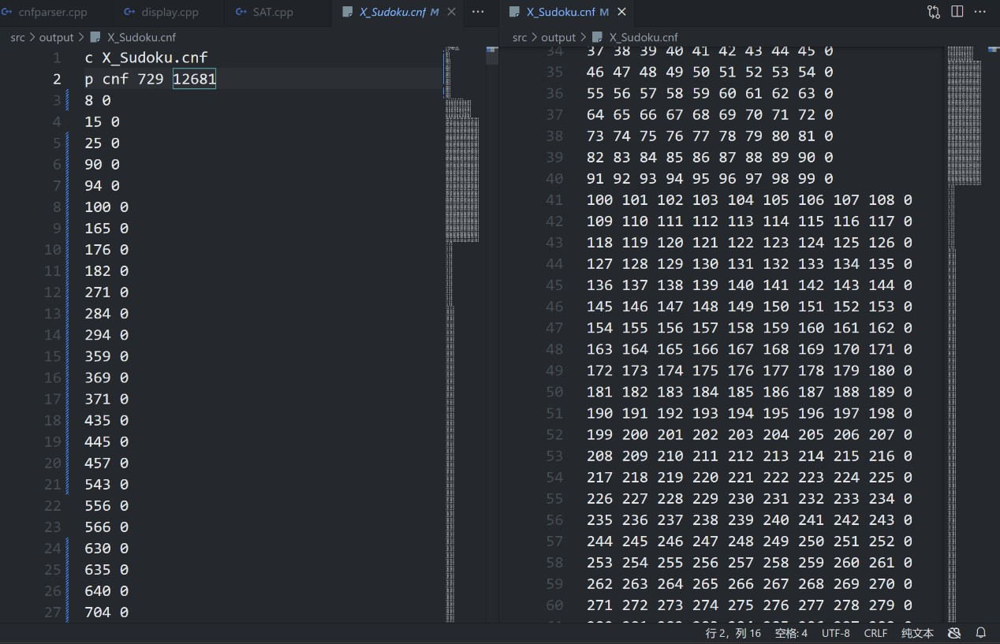 cnfparser.cpp display.cpp SAT.cpp X_Sudoku.cnf M
src > output > X_Sudoku.cnf
1 c X_Sudoku.cnf
2 p cnf 729 12681
3 8 0
4 15 0
5 25 0
6 90 0
7 94 0
8 100 0
9 165 0
10 176 0
11 182 0
12 271 0
13 284 0
14 294 0
15 359 0
16 369 0
17 371 0
18 435 0
19 445 0
20 457 0
21 543 0
22 556 0
23 566 0
24 630 0
25 635 0
26 640 0
27 704 0
X_Sudoku.cnf M
src > output > X_Sudoku.cnf
34 37 38 39 40 41 42 43 44 45 0
35 46 47 48 49 50 51 52 53 54 0
36 55 56 57 58 59 60 61 62 63 0
37 64 65 66 67 68 69 70 71 72 0
38 73 74 75 76 77 78 79 80 81 0
39 82 83 84 85 86 87 88 89 90 0
40 91 92 93 94 95 96 97 98 99 0
41 100 101 102 103 104 105 106 107 108 0
42 109 110 111 112 113 114 115 116 117 0
43 118 119 120 121 122 123 124 125 126 0
44 127 128 129 130 131 132 133 134 135 0
45 136 137 138 139 140 141 142 143 144 0
46 145 146 147 148 149 150 151 152 153 0
47 154 155 156 157 158 159 160 161 162 0
48 163 164 165 166 167 168 169 170 171 0
49 172 173 174 175 176 177 178 179 180 0
50 181 182 183 184 185 186 187 188 189 0
51 190 191 192 193 194 195 196 197 198 0
52 199 200 201 202 203 204 205 206 207 0
53 208 209 210 211 212 213 214 215 216 0
54 217 218 219 220 221 222 223 224 225 0
55 226 227 228 229 230 231 232 233 234 0
56 235 236 237 238 239 240 241 242 243 0
57 244 245 246 247 248 249 250 251 252 0
58 253 254 255 256 257 258 259 260 261 0
59 262 263 264 265 266 267 268 269 270 0
60 271 272 273 274 275 276 277 278 279 0
行 2，列 16 空格: 4 UTF-8 CRLF 纯文本